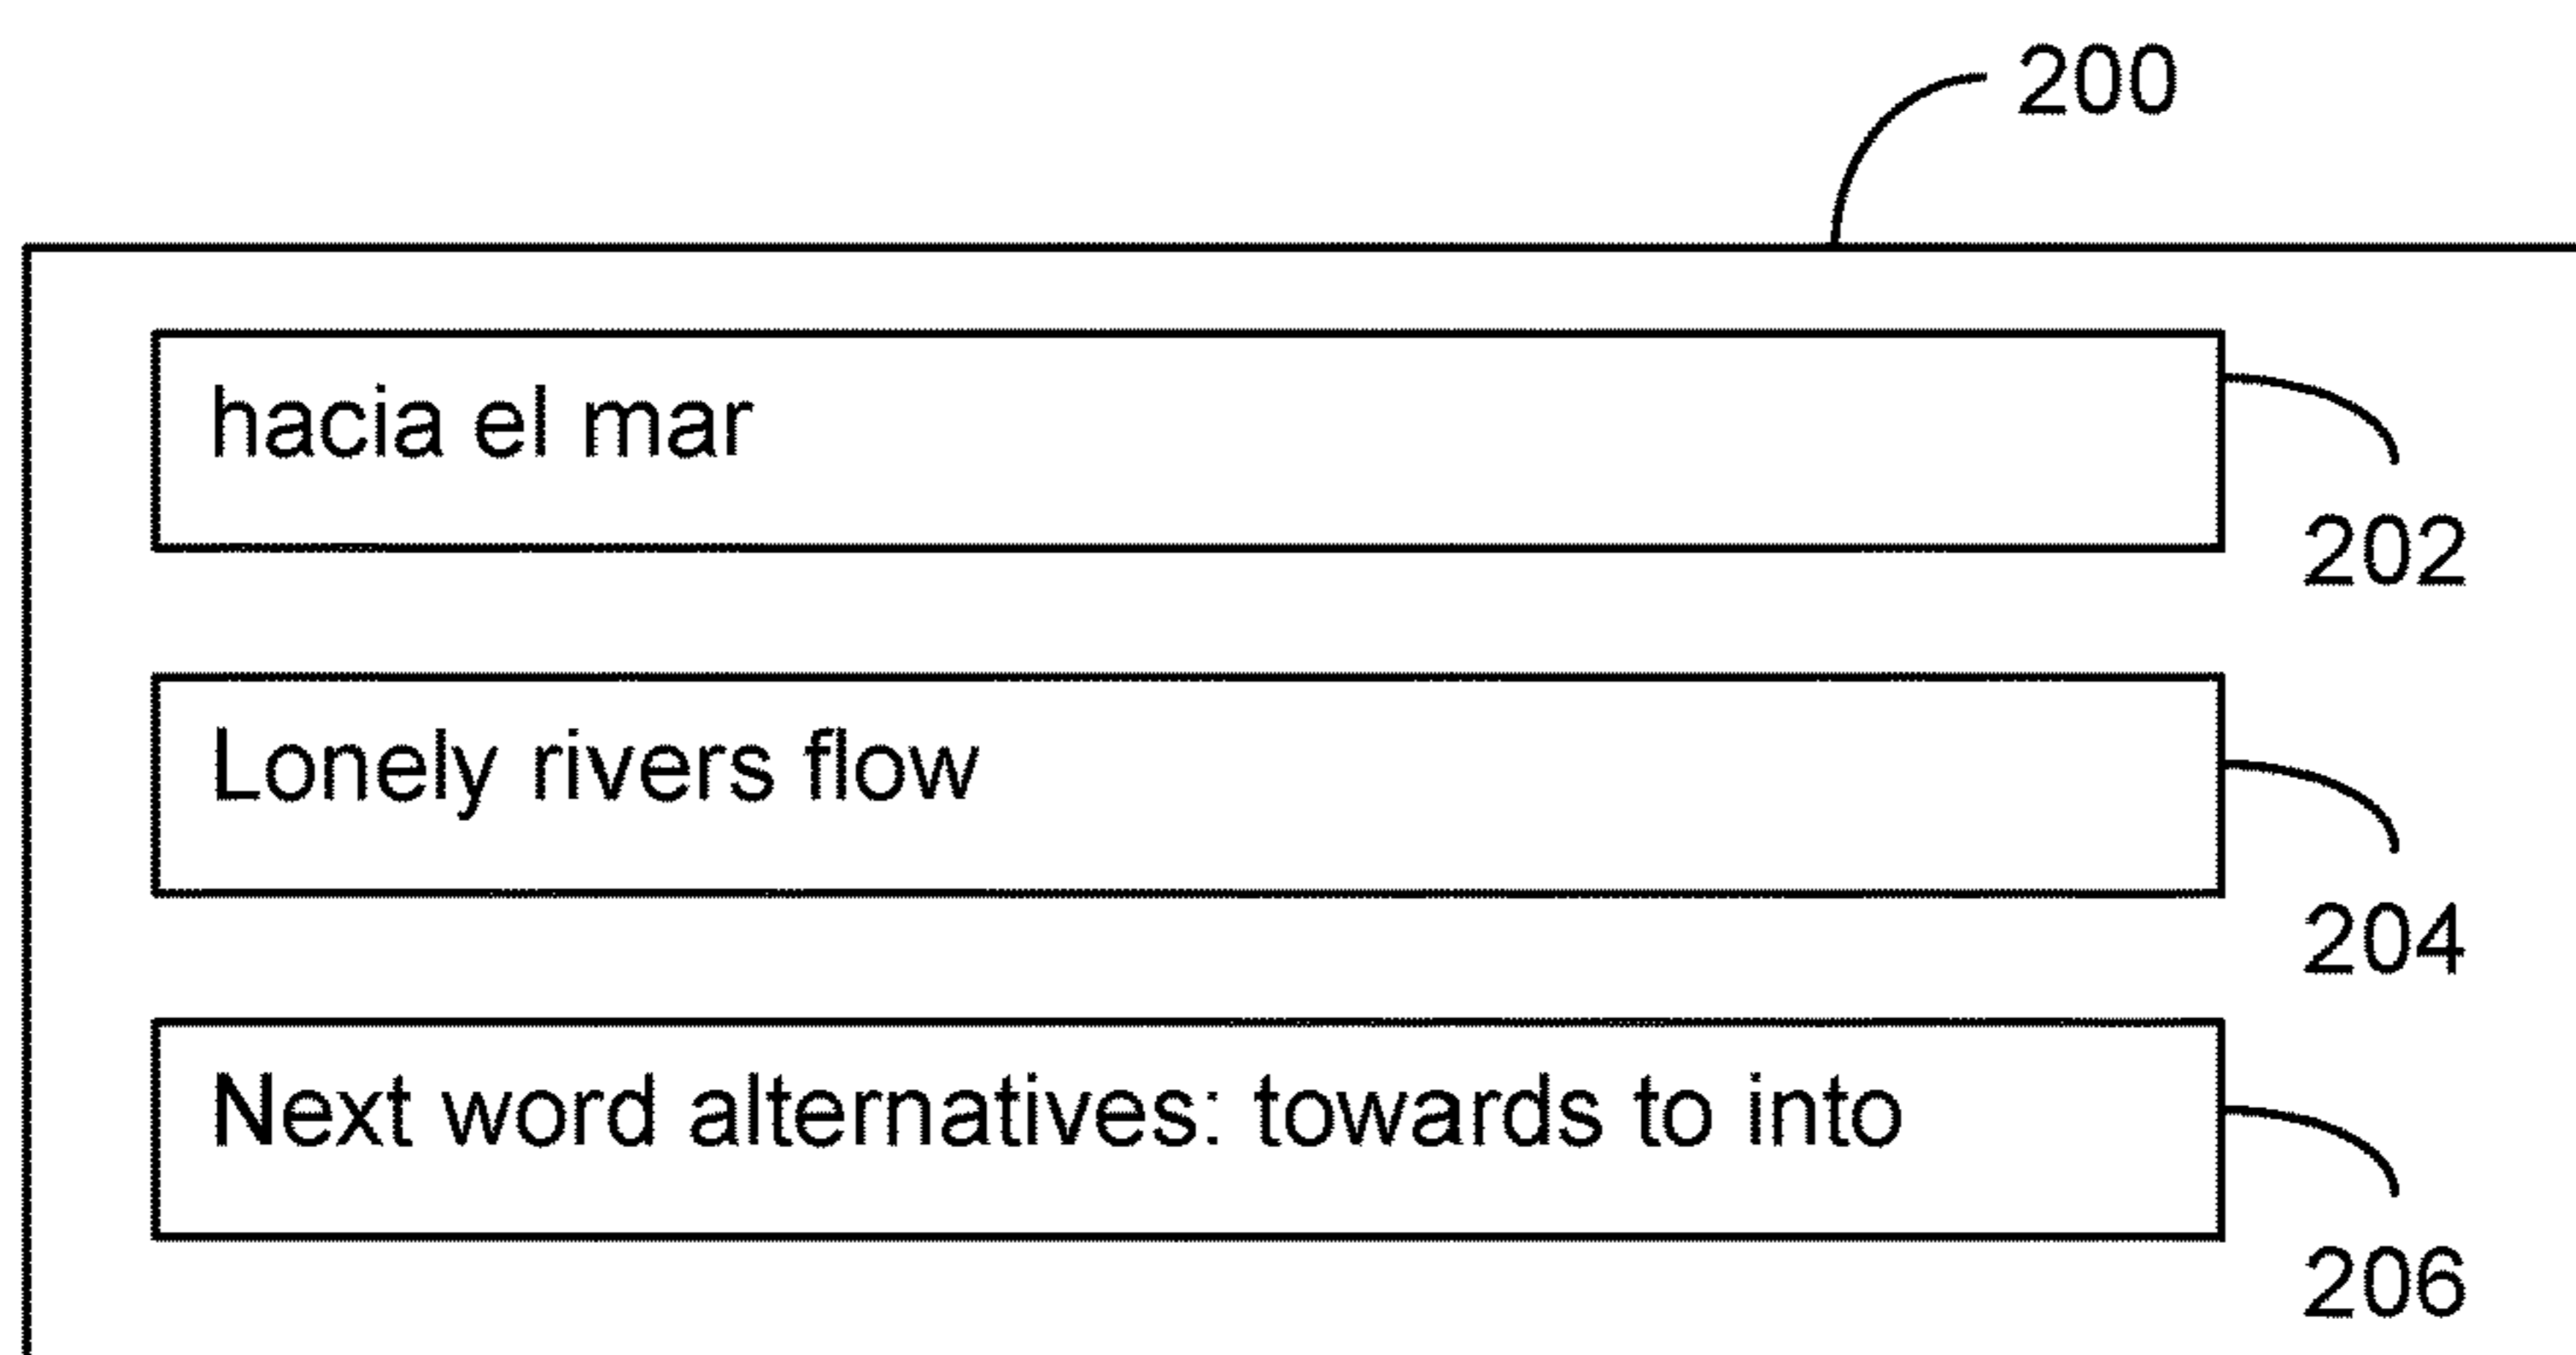 200
hacia el mar
202
Lonely rivers flow
204
Next word alternatives: towards to into
206